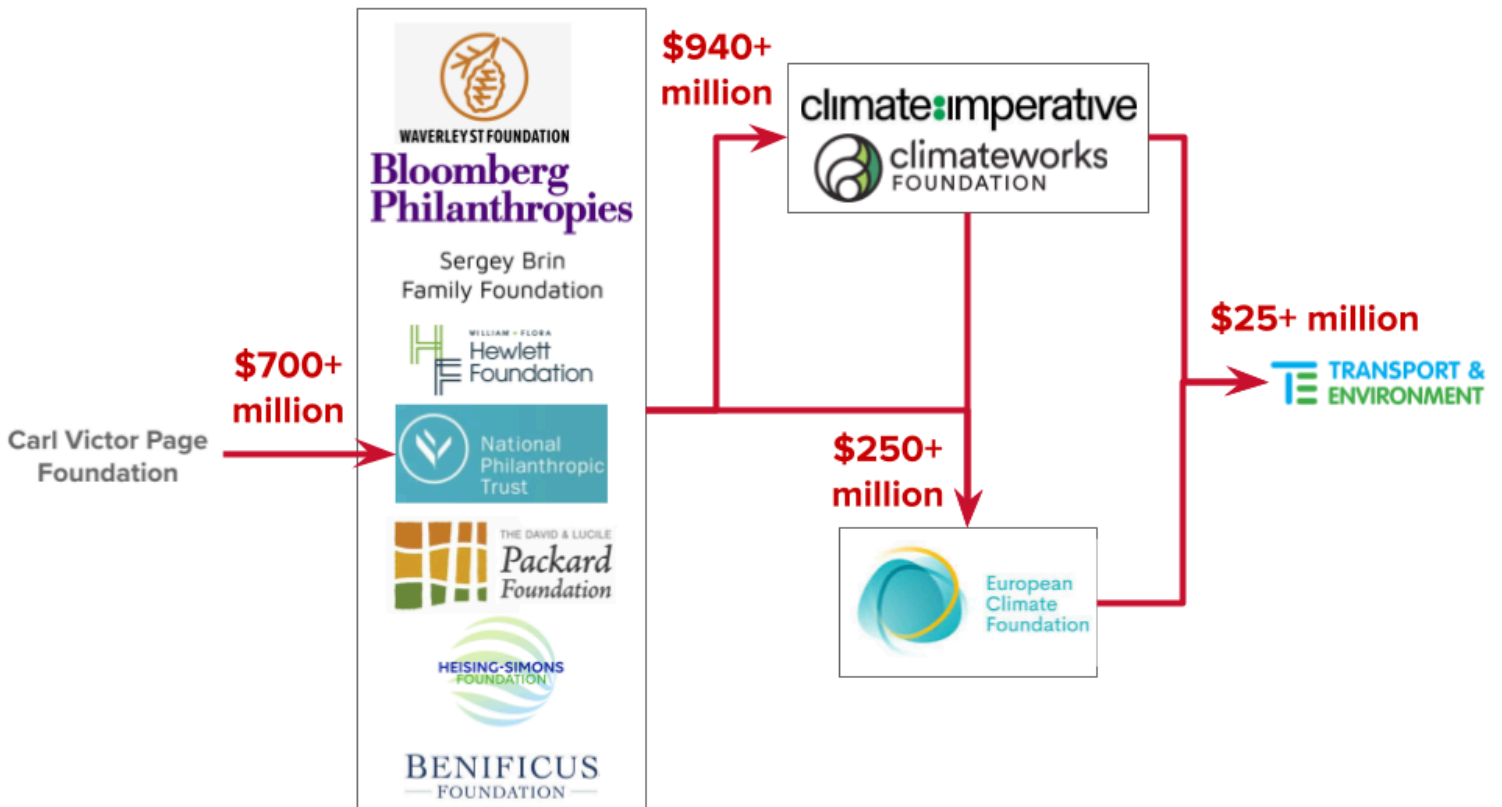 Carl Victor Page
Foundation
$700+
million
WAVERLEY ST FOUNDATION
Bloomberg
Philanthropies
Sergey Brin
Family Foundation
WILLIAM + FLORA
Hewlett
Foundation
National
Philanthropic
Trust
THE DAVID & LUCILE
Packard
Foundation
HEISING-SIMONS
FOUNDATION
BENIFICUS
FOUNDATION
$940+
million
climate:imperative
climateworks
FOUNDATION
$250+
million
European
Climate
Foundation
$25+ million
TE TRANSPORT &
ENVIRONMENT